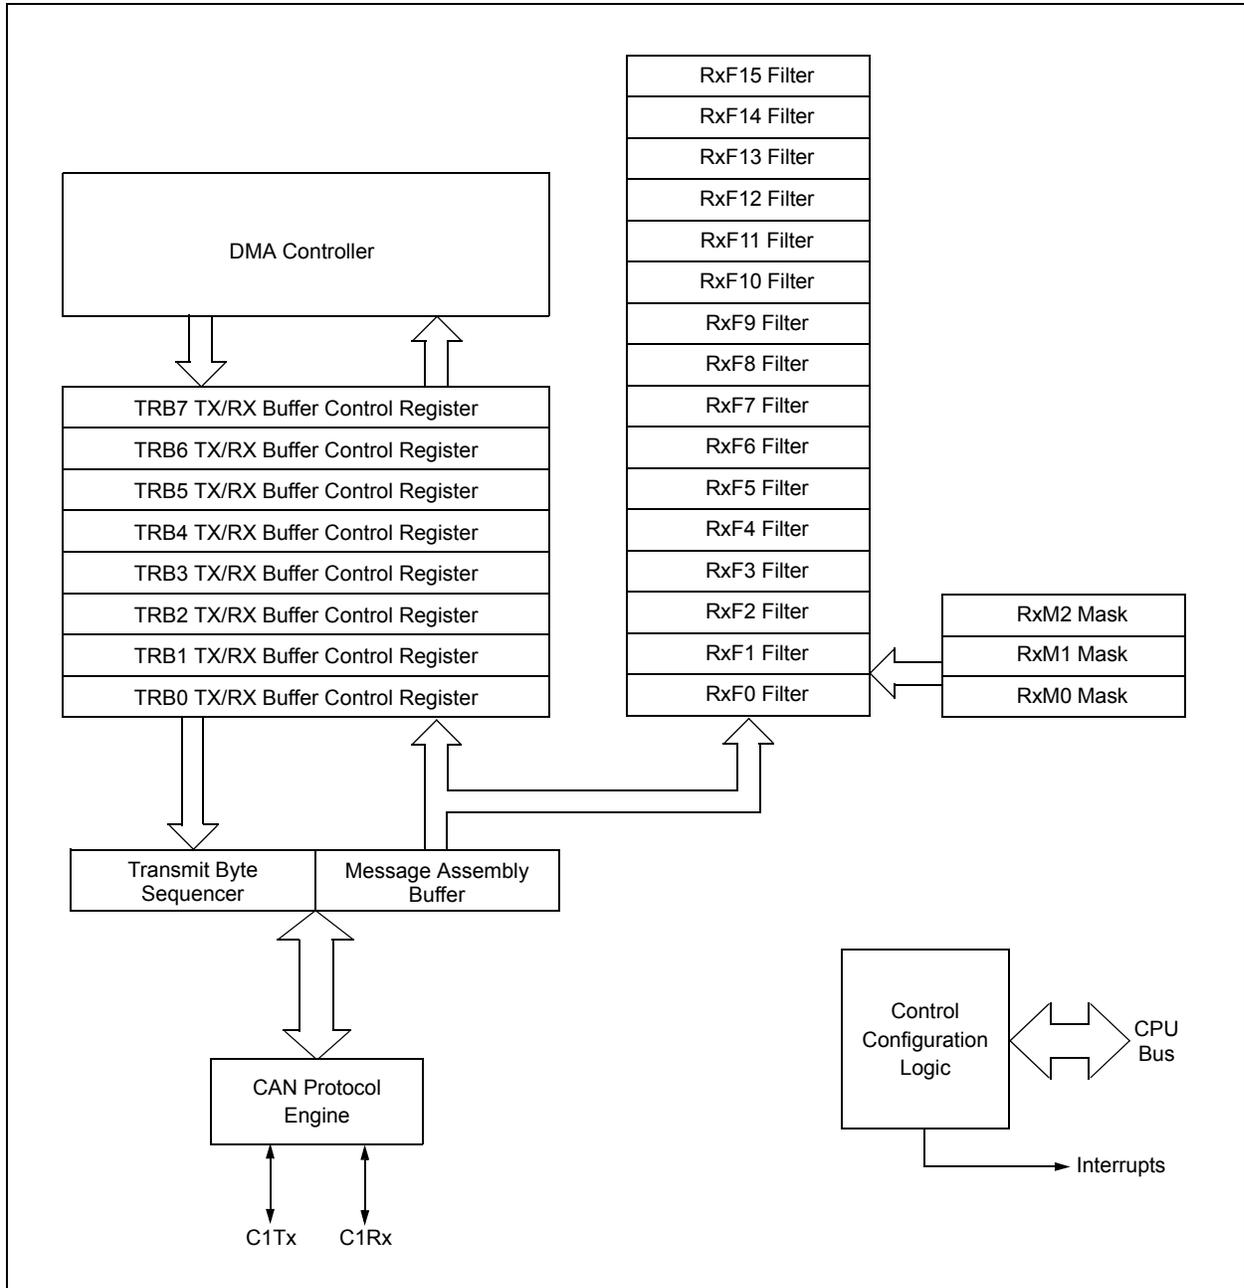 RxF15 Filter
RxF14 Filter
RxF13 Filter
RxF12 Filter
RxF11 Filter
RxF10 Filter
RxF9 Filter
RxF8 Filter
RxF7 Filter
RxF6 Filter
RxF5 Filter
RxF4 Filter
RxF3 Filter
RxF2 Filter
RxF1 Filter
RxF0 Filter
DMA Controller
TRB7 TX/RX Buffer Control Register
TRB6 TX/RX Buffer Control Register
TRB5 TX/RX Buffer Control Register
TRB4 TX/RX Buffer Control Register
TRB3 TX/RX Buffer Control Register
TRB2 TX/RX Buffer Control Register
TRB1 TX/RX Buffer Control Register
TRB0 TX/RX Buffer Control Register
RxM2 Mask
RxM1 Mask
RxM0 Mask
Transmit Byte
Sequencer
Message Assembly
Buffer
CAN Protocol
Engine
C1Tx
C1Rx
Control
Configuration
Logic
CPU
Bus
Interrupts